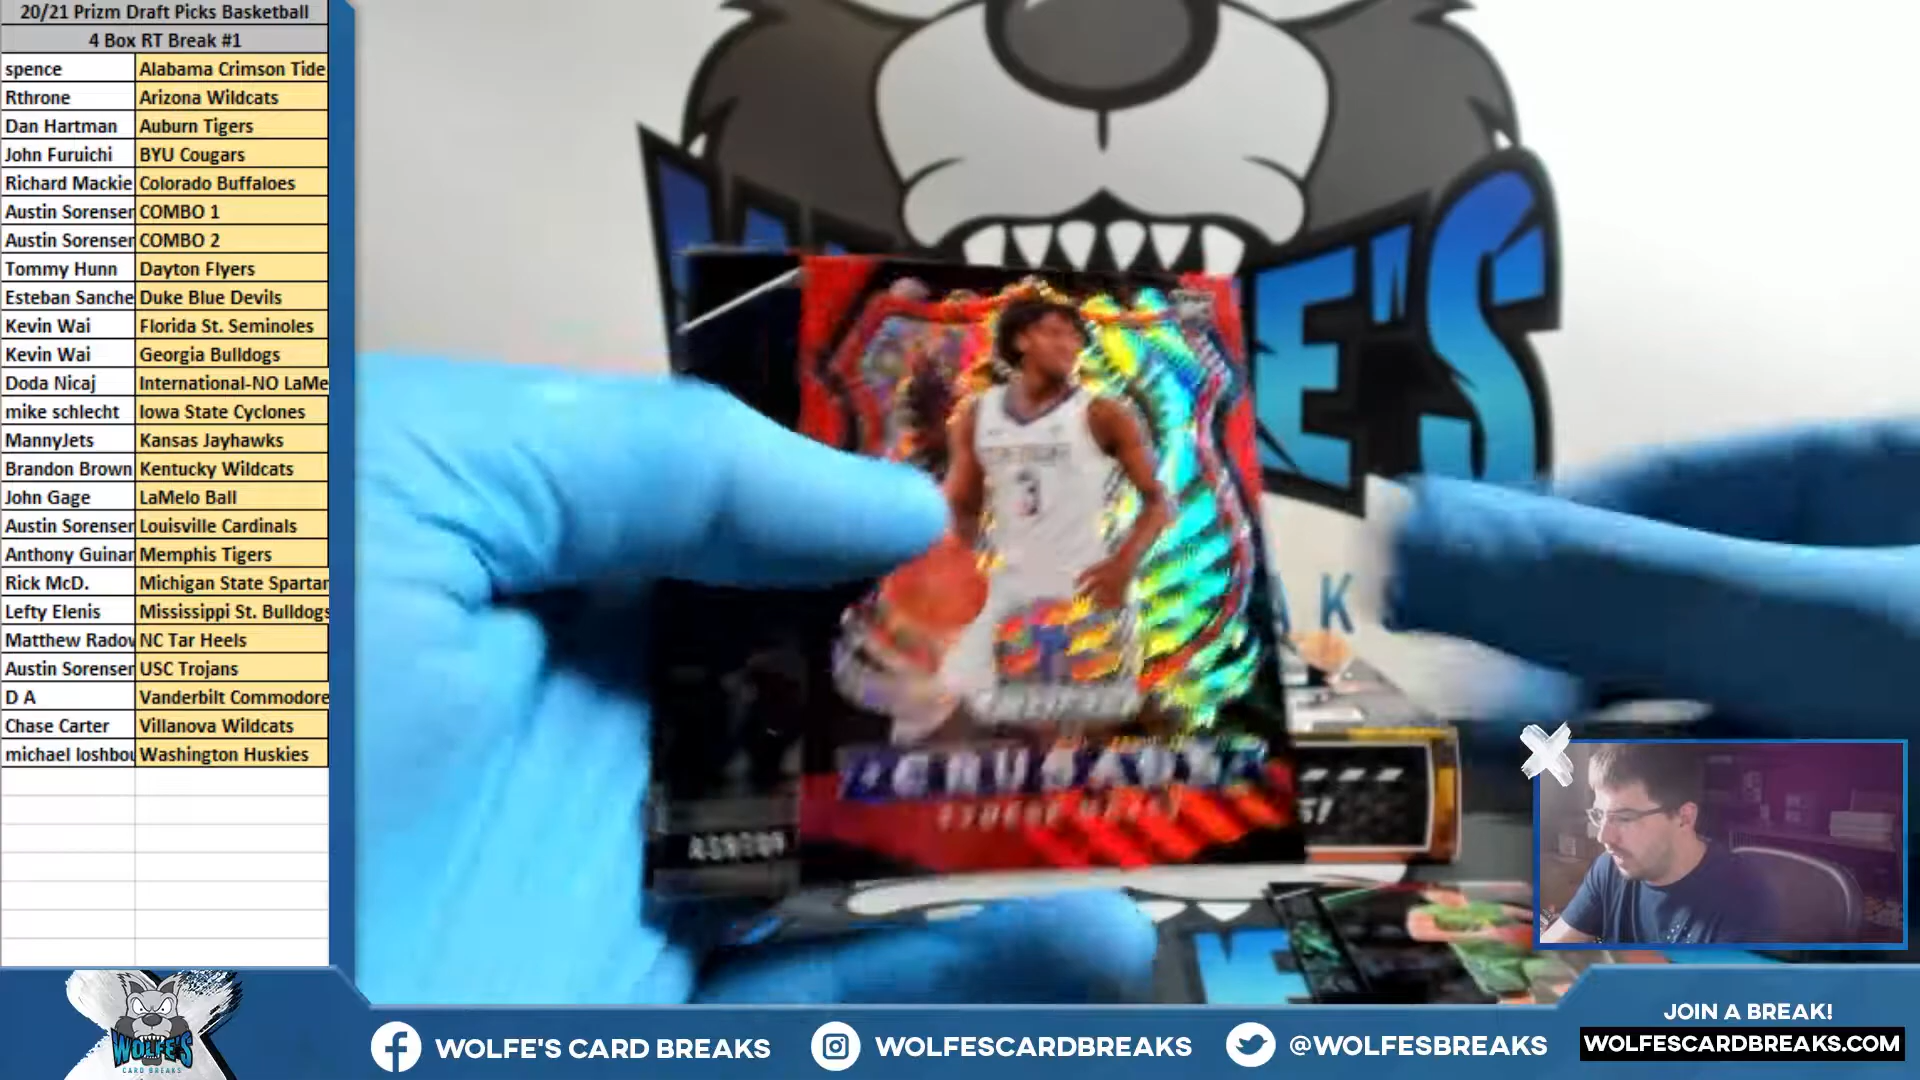 20/21 Prizm Draft Picks Basketball
4 Box RT Break #1
spence Alabama Crimson Tide
Rthrone Arizona Wildcats
Dan Hartman Auburn Tigers
John Furuichi BYU Cougars
Richard Mackie Colorado Buffaloes
Austin Sorenser COMBO 1
Austin Sorenser COMBO 2
Tommy Hunn Dayton Flyers
Esteban Sanche Duke Blue Devils
Kevin Wai Florida St. Seminoles
Kevin Wai Georgia Bulldogs
Doda Nicaj International-NO LaMe
mike schlecht Iowa State Cyclones
MannyJets Kansas Jayhawks
Brandon Brown Kentucky Wildcats
John Gage LaMelo Ball
Austin Sorenser Louisville Cardinals
Anthony Guinar Memphis Tigers
Rick McD. Michigan State Spartar
Lefty Elenis Mississippi St. Bulldogs
Matthew Radov NC Tar Heels
Austin Sorenser USC Trojans
D A Vanderbilt Commodore
Chase Carter Villanova Wildcats
michael loshbou Washington Huskies
3
WOLFE'S
CARD BREAKS
WOLFE'S CARD BREAKS
WOLFESCARDBREAKS
@WOLFESBREAKS
JOIN A BREAK!
WOLFESCARDBREAKS.COM